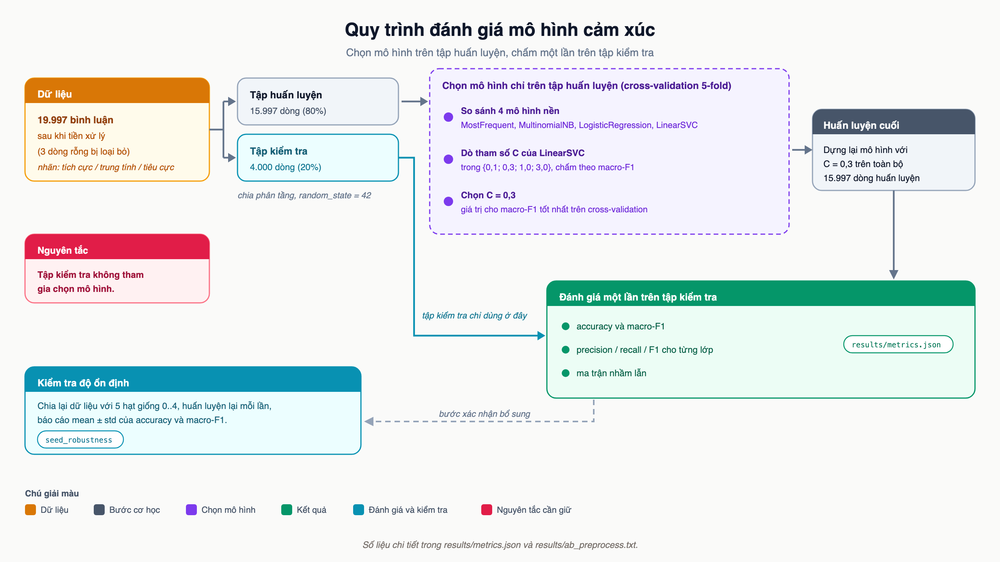 Quy trình đánh giá mô hình cảm xúc
Chọn mô hình trên tập huấn luyện, chấm một lần trên tập kiểm tra
Dữ liệu
19.997 bình luận
sau khi tiền xử lý
(3 dòng rỗng bị loại bỏ)
nhãn: tích cực / trung tính / tiêu cực
Tập huấn luyện
15.997 dòng (80%)
Tập kiểm tra
4.000 dòng (20%)
chia phân tầng, random_state = 42
Chọn mô hình chỉ trên tập huấn luyện (cross-validation 5-fold)
So sánh 4 mô hình nền
MostFrequent, MultinomialNB, LogisticRegression, LinearSVC
Dò tham số C của LinearSVC
trong {0,1; 0,3; 1,0; 3,0}, chấm theo macro-F1
Chọn C = 0,3
giá trị cho macro-F1 tốt nhất trên cross-validation
Huấn luyện cuối
Dựng lại mô hình với
C = 0,3 trên toàn bộ
15.997 dòng huấn luyện
Nguyên tắc
Tập kiểm tra không tham
gia chọn mô hình.
tập kiểm tra chỉ dùng ở đây
Đánh giá một lần trên tập kiểm tra
accuracy và macro-F1
precision / recall / F1 cho từng lớp
ma trận nhầm lẫn
results/metrics.json
Kiểm tra độ ổn định
Chia lại dữ liệu với 5 hạt giống 0..4, huấn luyện lại mỗi lần,
báo cáo mean ± std của accuracy và macro-F1.
seed_robustness
bước xác nhận bổ sung
Chú giải màu
Dữ liệu
Bước cơ học
Chọn mô hình
Kết quả
Đánh giá và kiểm tra
Nguyên tắc cần giữ
Số liệu chi tiết trong results/metrics.json và results/ab_preprocess.txt.